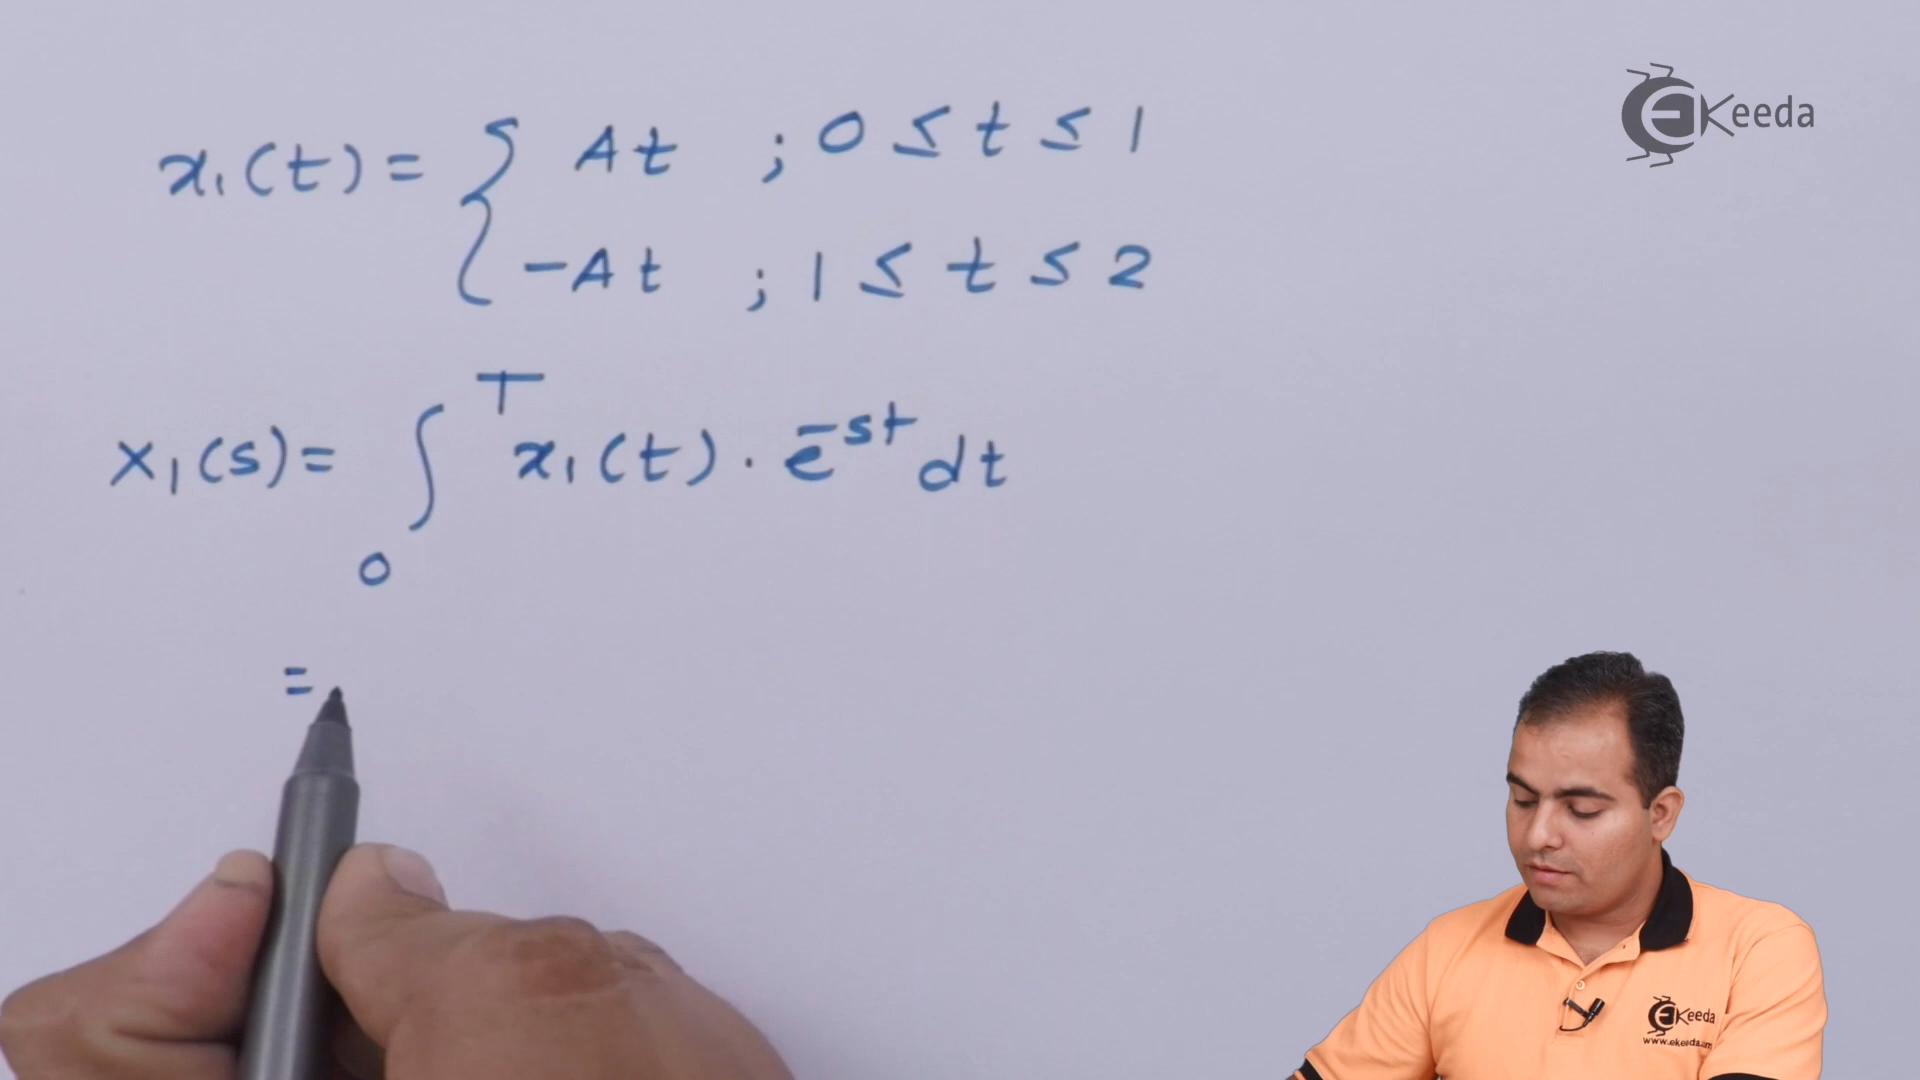 EKeeda
x₁(t) = { At ; 0 ≤ t ≤ 1
-At ; 1 ≤ t ≤ 2
X₁(s) = ∫₀ᵀ x₁(t) · e^-st dt
=
EKeeda
www.ekeeda.com